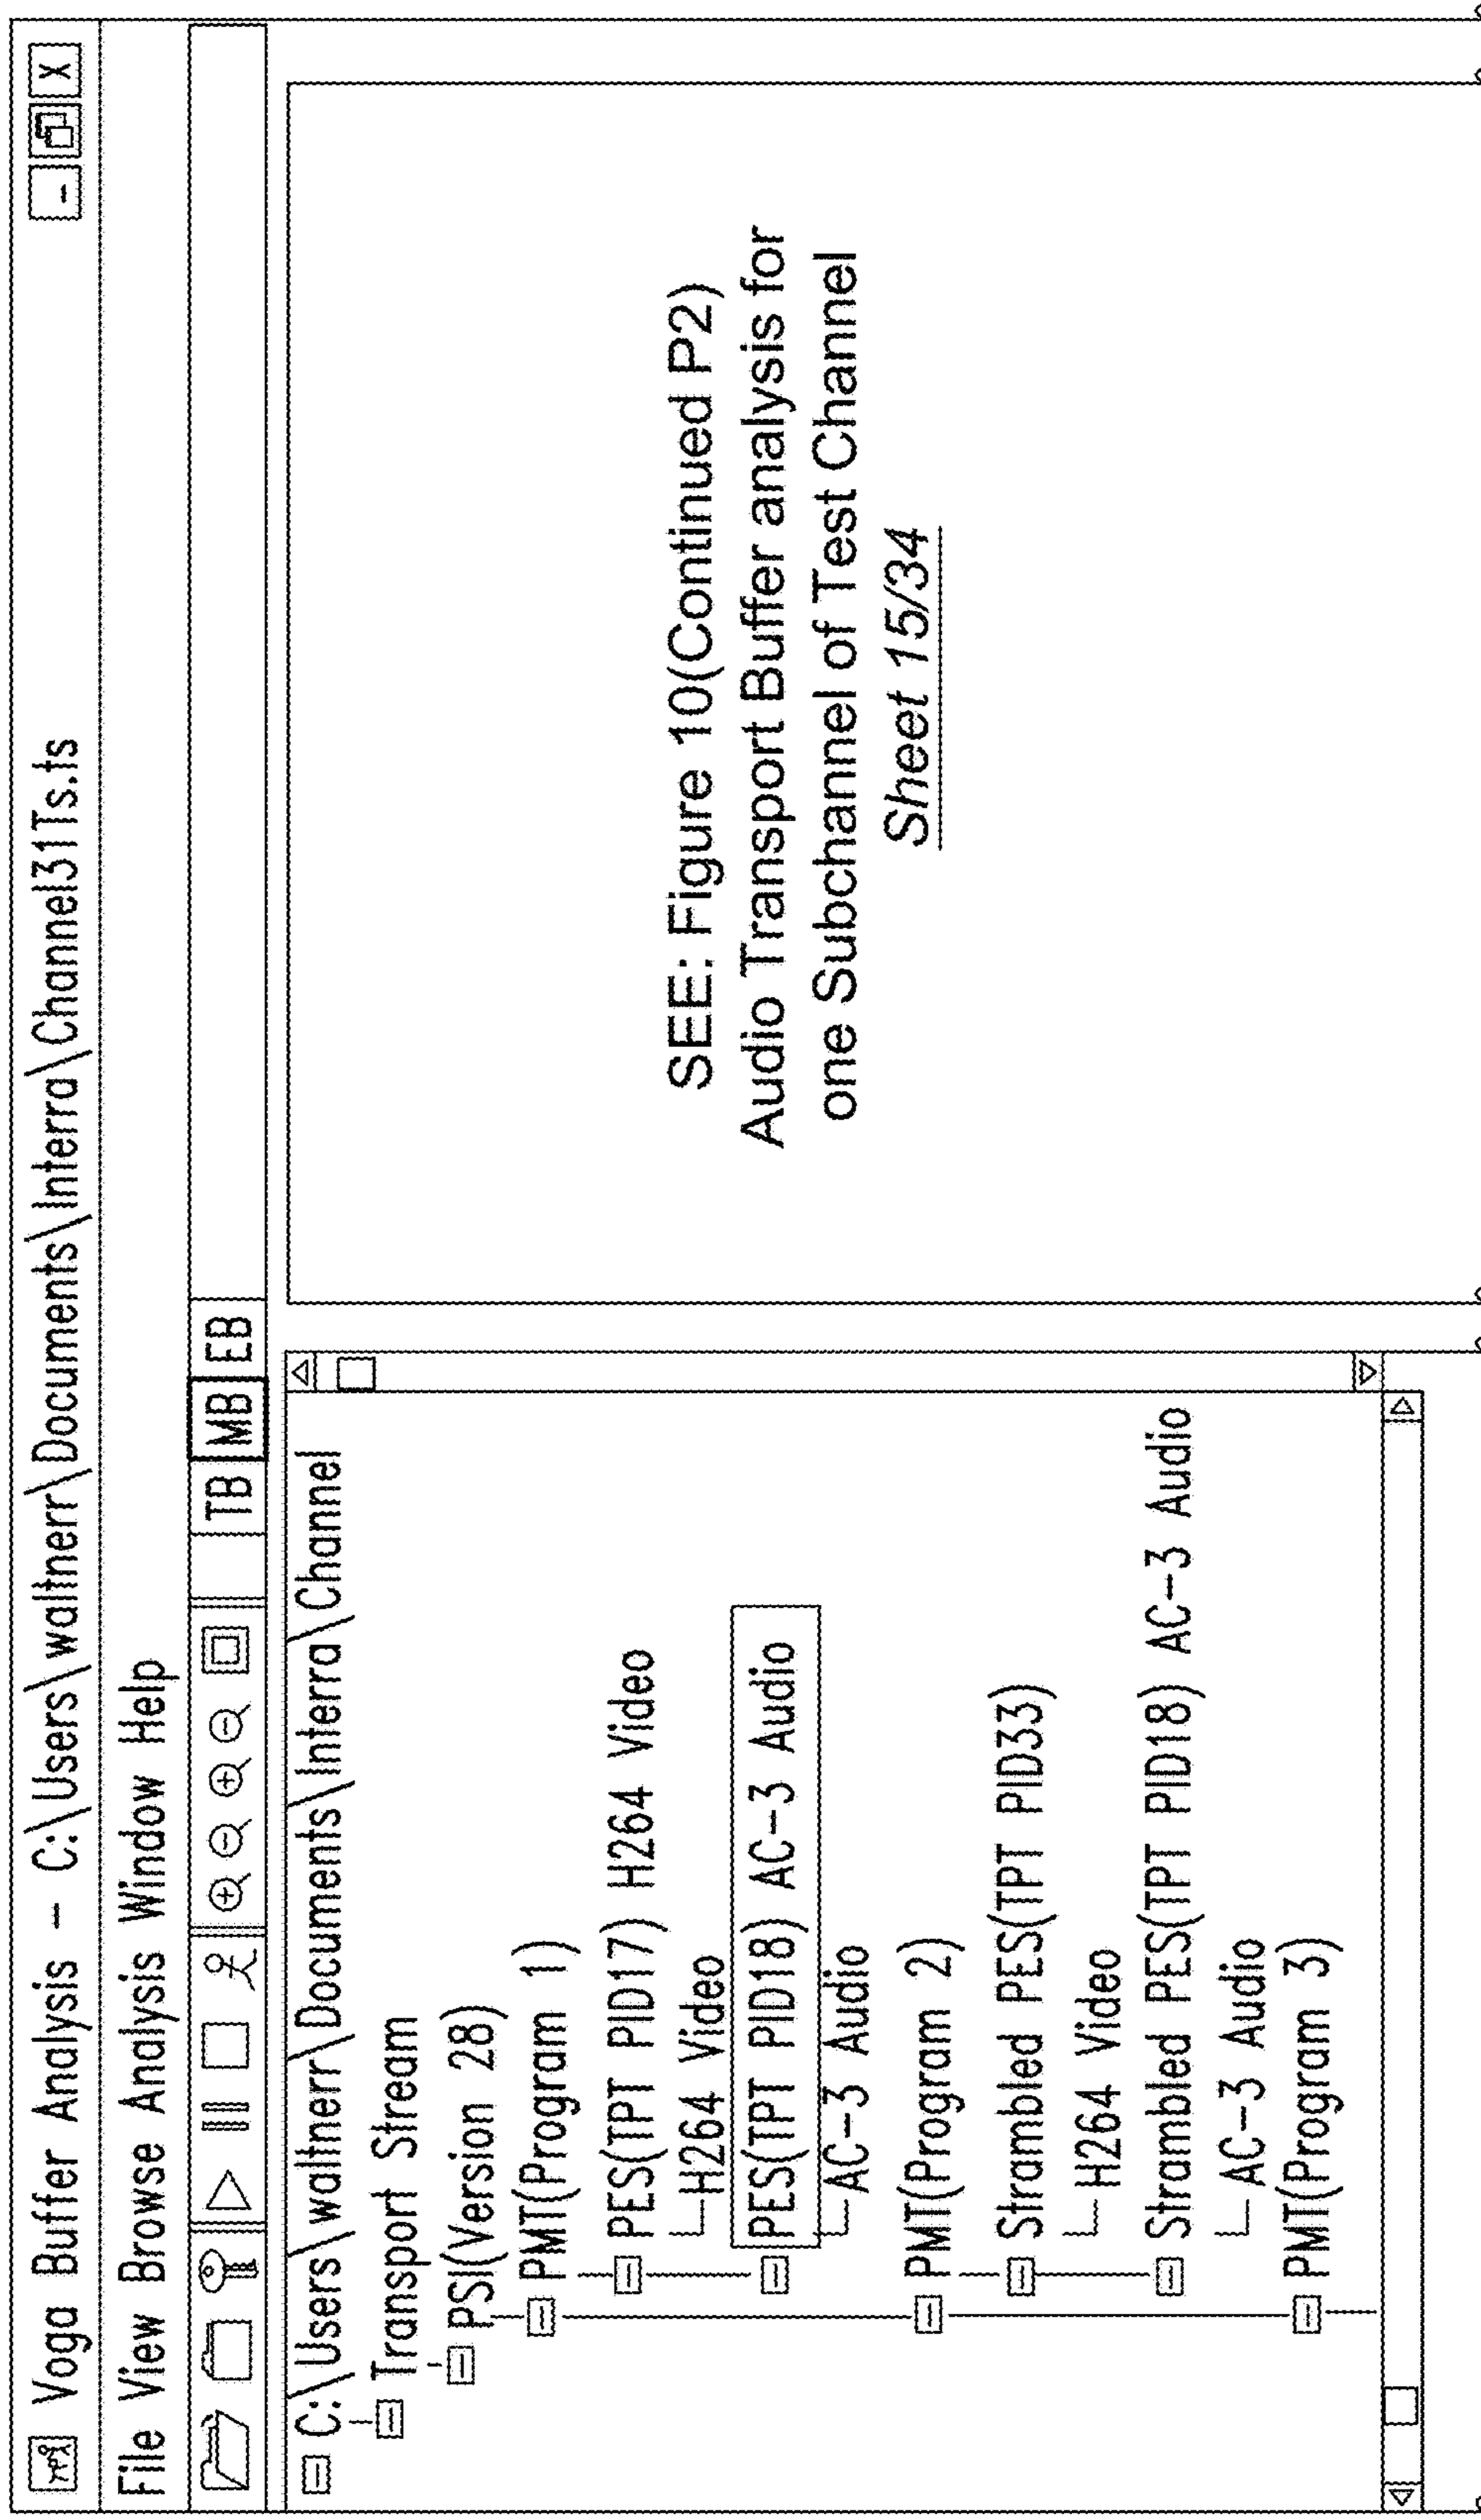 Voga Buffer Analysis – C:\Users\waltnerr\Documents\Interra\Channel31Ts.ts
– X
File View Browse Analysis Window Help
TB MB EB
C:\Users\waltnerr\Documents\Interra\Channel
Transport Stream
PSI(Version 28)
PMT(Program 1)
PES(TPT PID17) H264 Video
H264 Video
PES(TPT PID18) AC-3 Audio
AC-3 Audio
PMT(Program 2)
Strambled PES(TPT PID33)
H264 Video
Strambled PES(TPT PID18) AC-3 Audio
AC-3 Audio
PMT(Program 3)
SEE: Figure 10(Continued P2)
Audio Transport Buffer analysis for
one Subchannel of Test Channel
Sheet 15/34